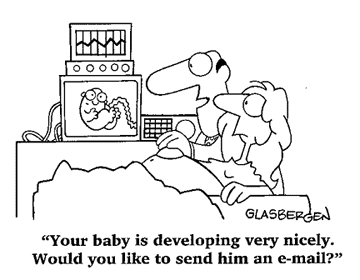 GLASBERGEN
“Your baby is developing very nicely.
Would you like to send him an e-mail?”